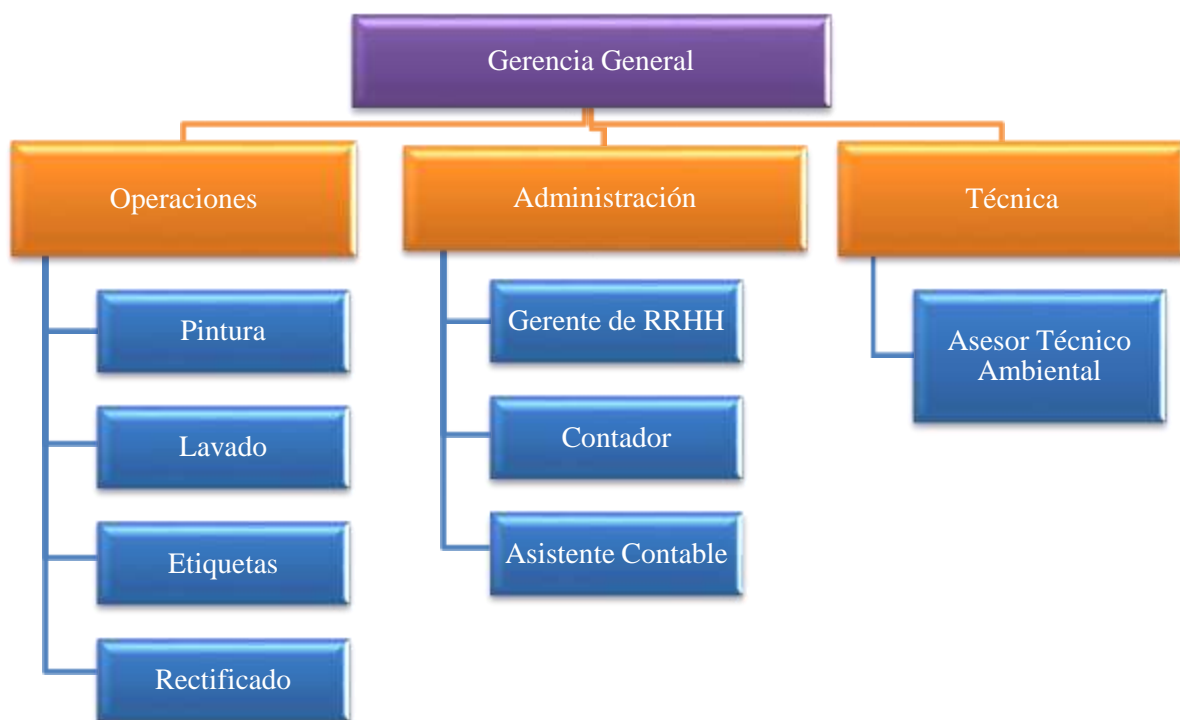 Gerencia General
Operaciones
Pintura
Lavado
Etiquetas
Rectificado
Administración
Gerente de RRHH
Contador
Asistente Contable
Técnica
Asesor Técnico
Ambiental